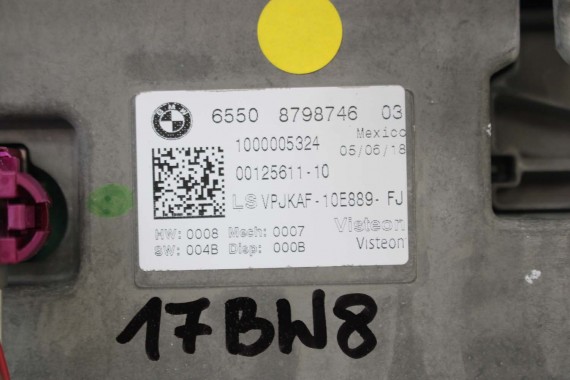 BMW
6550 8798746 03
1000005324
Mexico
05/06/18
00125611-10
LS VPJKAF-10E889-FJ
HW: 0008 Mech: 0007
Visteon
SW: 004B Disp: 000B
Visteon
17BW8